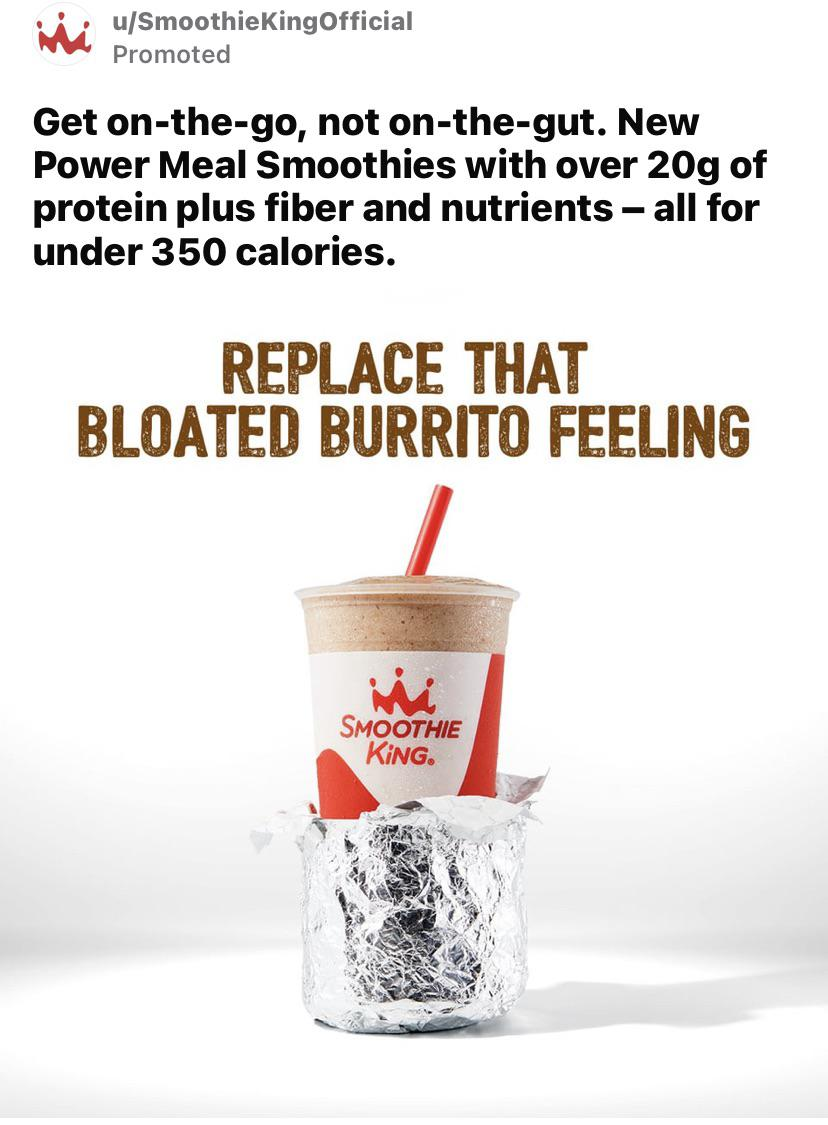 u/SmoothieKingOfficial
Promoted
Get on-the-go, not on-the-gut. New
Power Meal Smoothies with over 20g of
protein plus fiber and nutrients – all for
under 350 calories.
REPLACE THAT
BLOATED BURRITO FEELING
SMOOTHIE
KiNG®